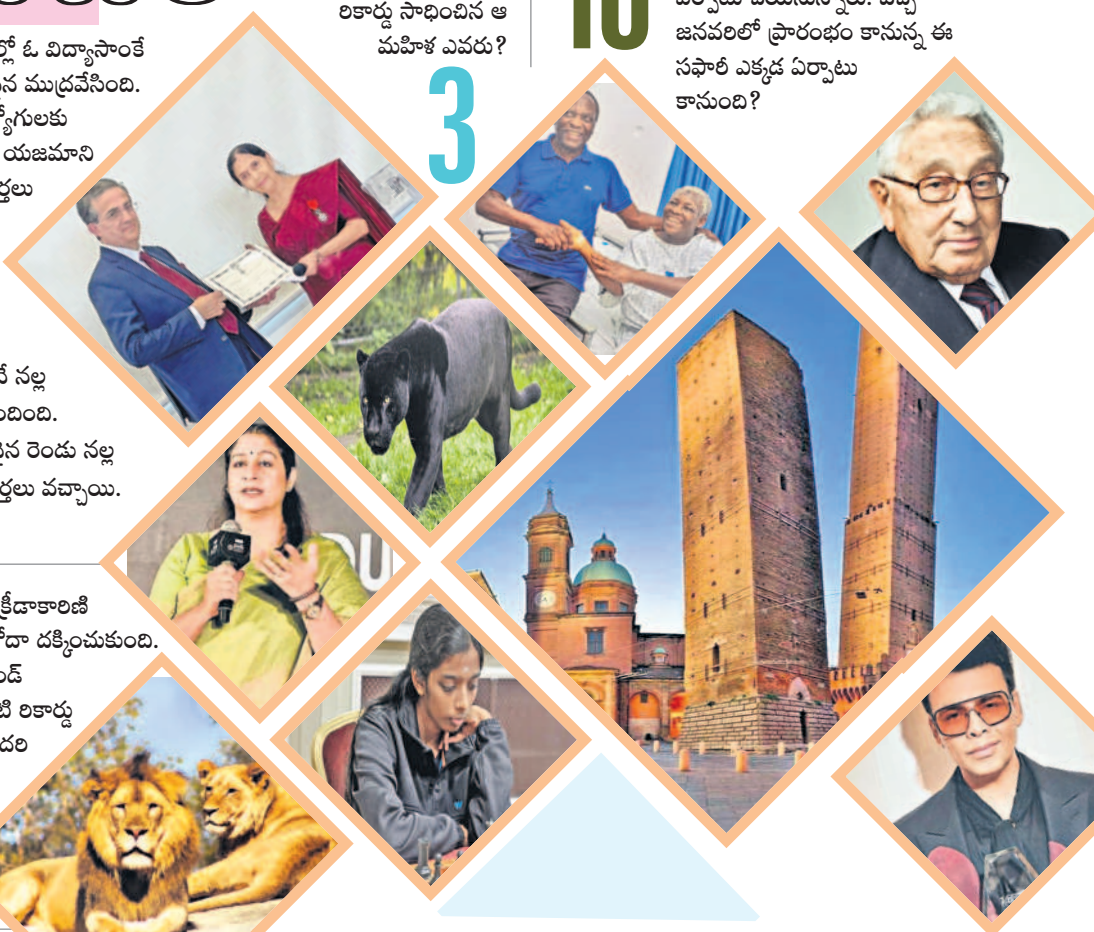 రికార్డు సాధించిన ఆ
మహిళ ఎవరు?
3
10
జనవరిలో ప్రారంభం కానున్న ఈ
సఫారీ ఎక్కడ ఏర్పాటు
కానుంది?
ల్లో ఓ విద్యాసాంకే
న ముద్రవేసింది.
్యోగులకు
యజమాని
ర్తలు
నే నల్ల
ందింది.
ైన రెండు నల్ల
ర్తలు వచ్చాయి.
క్రీడాకారిణి
ోదా దక్కించుకుంది.
ండ్
టి రికార్డు
దరి
DU